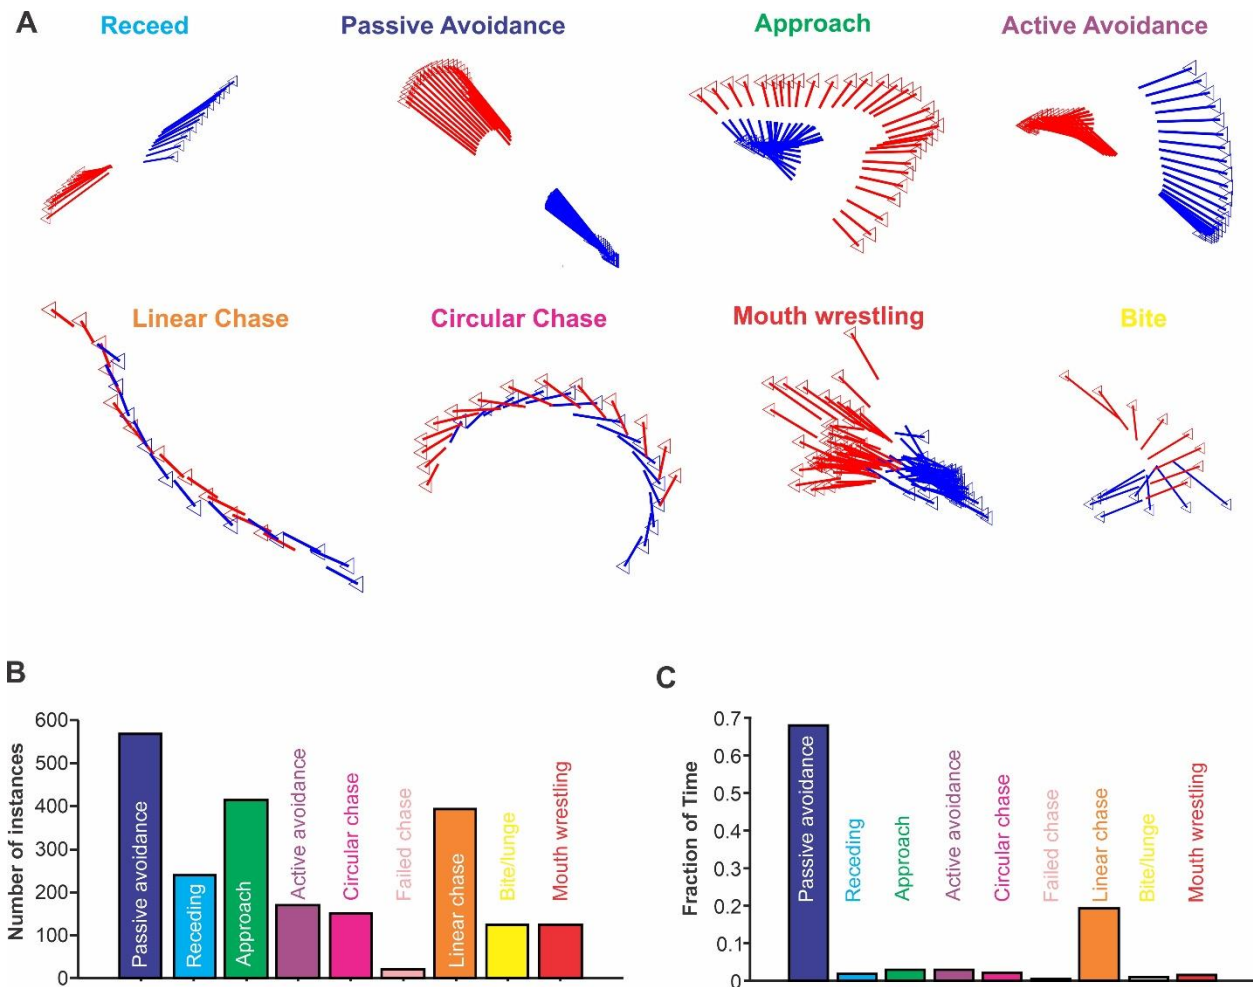 A
Receed
Passive Avoidance
Approach
Active Avoidance
Linear Chase
Circular Chase
Mouth wrestling
Bite
B
Number of instances
600
500
400
300
200
100
0
Passive avoidance
Receding
Approach
Active avoidance
Circular chase
Failed chase
Linear chase
Bite/lunge
Mouth wrestling
C
Fraction of Time
0.7
0.6
0.5
0.4
0.3
0.2
0.1
0
Passive avoidance
Receding
Approach
Active avoidance
Circular chase
Failed chase
Linear chase
Bite/lunge
Mouth wrestling